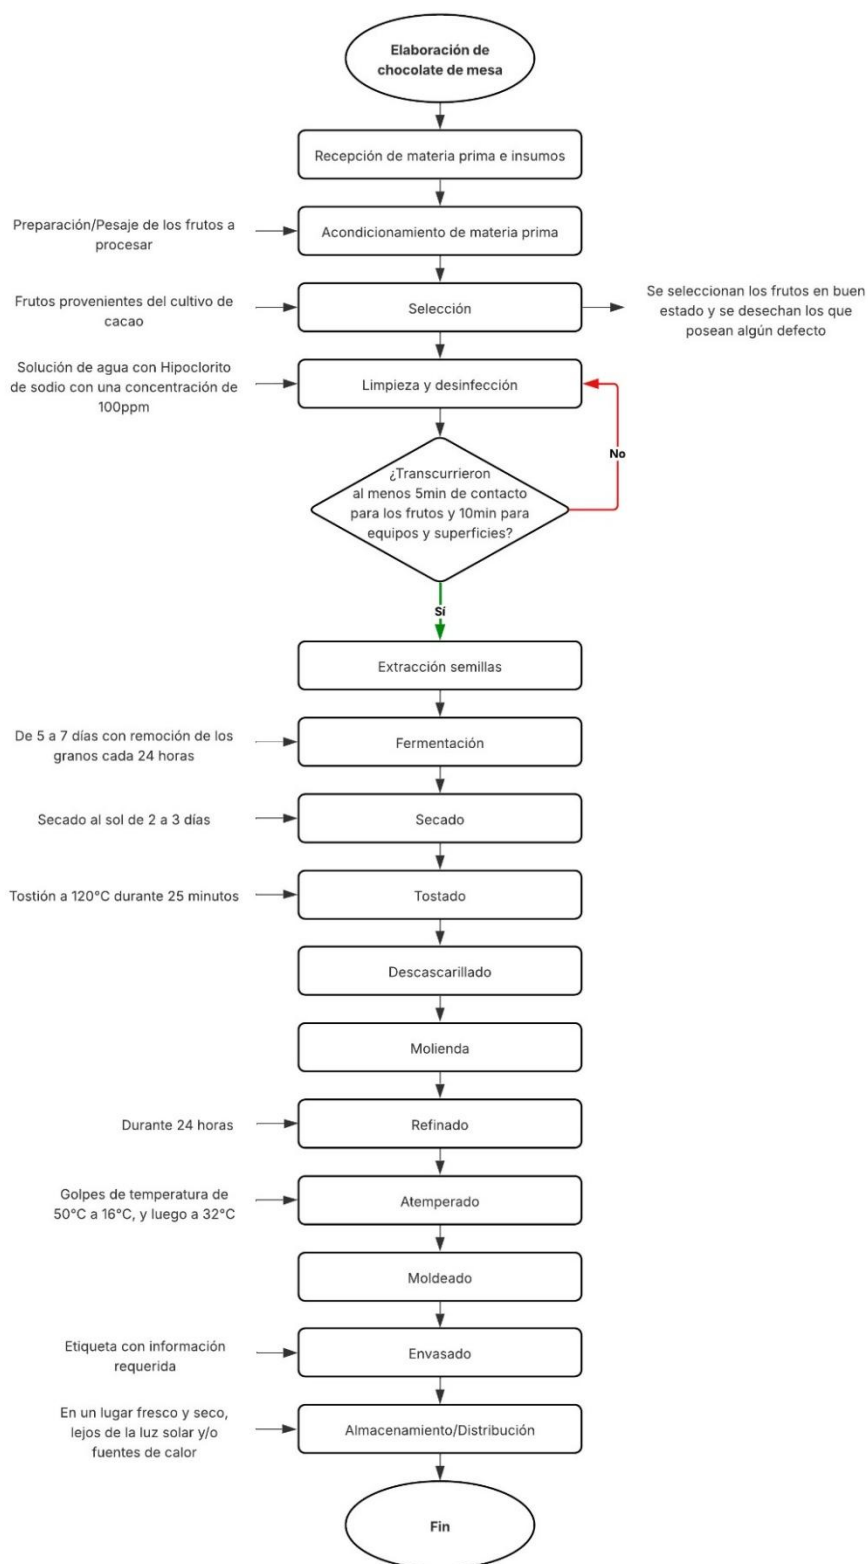 Elaboración de
chocolate de mesa
Recepción de materia prima e insumos
Preparación/Pesaje de los frutos a
procesar
Acondicionamiento de materia prima
Frutos provenientes del cultivo de
cacao
Selección
Se seleccionan los frutos en buen
estado y se desechan los que
posean algún defecto
Solución de agua con Hipoclorito
de sodio con una concentración de
100ppm
Limpieza y desinfección
No
¿Transcurrieron
al menos 5min de contacto
para los frutos y 10min para
equipos y superficies?
Sí
Extracción semillas
De 5 a 7 días con remoción de los
granos cada 24 horas
Fermentación
Secado al sol de 2 a 3 días
Secado
Tostión a 120°C durante 25 minutos
Tostado
Descascarillado
Molienda
Durante 24 horas
Refinado
Golpes de temperatura de
50°C a 16°C, y luego a 32°C
Atemperado
Moldeado
Etiqueta con información
requerida
Envasado
En un lugar fresco y seco,
lejos de la luz solar y/o
fuentes de calor
Almacenamiento/Distribución
Fin